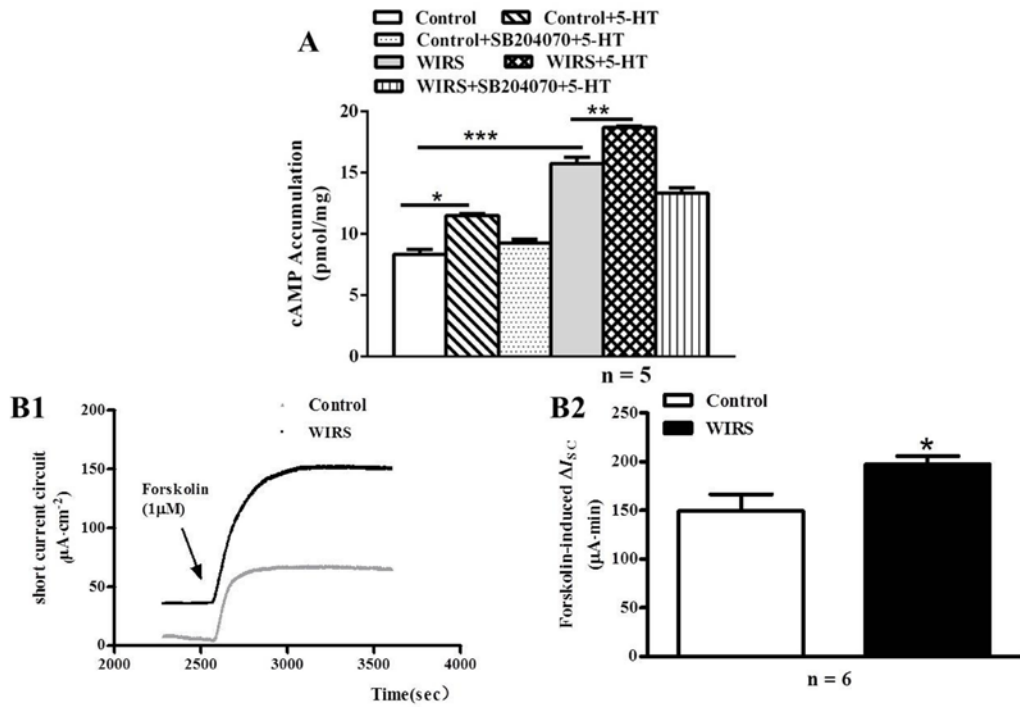 A
Control Control+5-HT
Control+SB204070+5-HT
WIRS WIRS+5-HT
WIRS+SB204070+5-HT
cAMP Accumulation
(pmol/mg)
20
15
10
5
0
*
***
**
n = 5
B1
Control
WIRS
short current circuit
(μA·cm-2)
200
150
100
50
0
Forskolin
(1μM)
2000 2500 3000 3500 4000
Time(sec)
B2
Control
WIRS
Forskolin-induced ΔISC
(μA·min)
250
200
150
100
50
0
*
n = 6